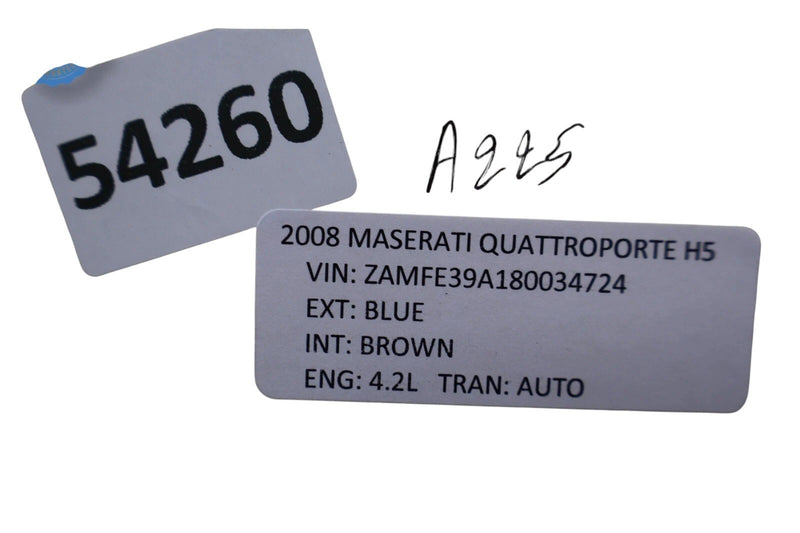 54260
A225
2008 MASERATI QUATTROPORTE H5
VIN: ZAMFE39A180034724
EXT: BLUE
INT: BROWN
ENG: 4.2L TRAN: AUTO